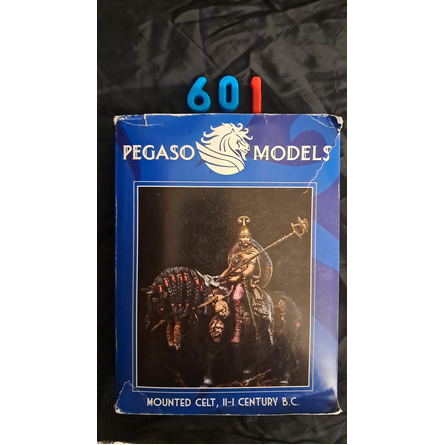 601
PEGASO MODELS
MOUNTED CELT, II-I CENTURY B.C.